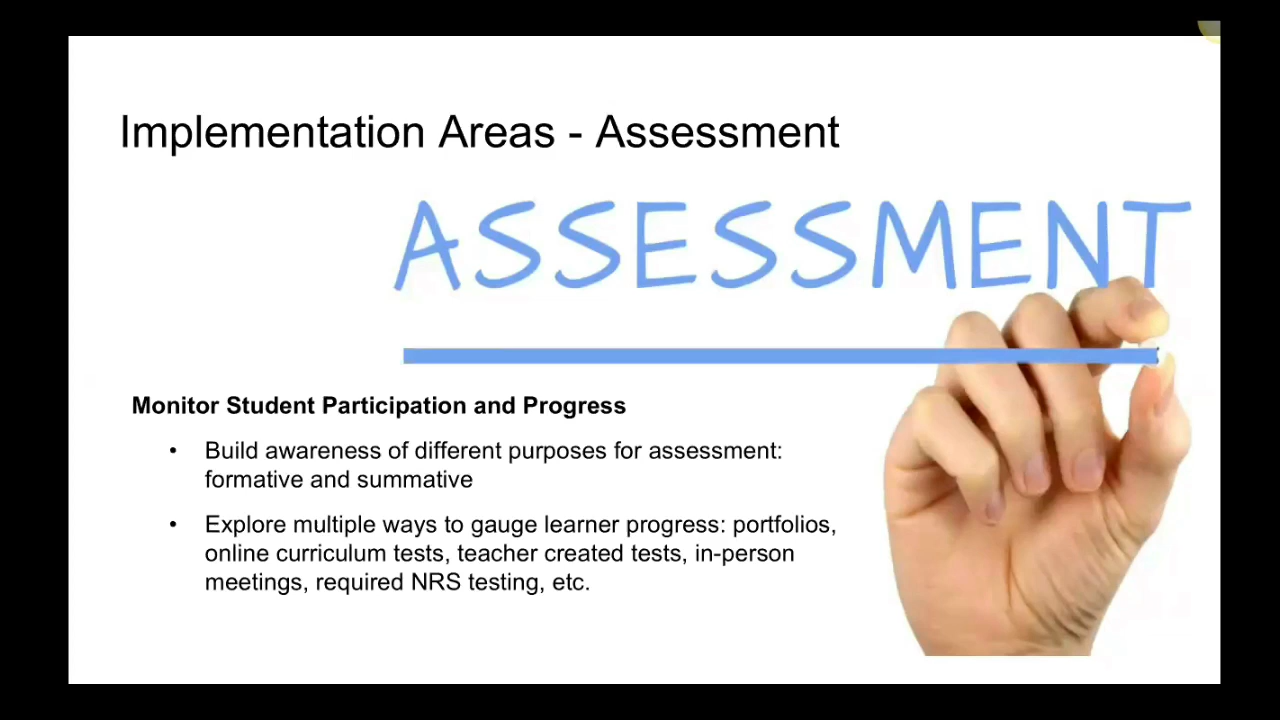 Implementation Areas - Assessment
ASSESSMENT
Monitor Student Participation and Progress
• Build awareness of different purposes for assessment:
formative and summative
• Explore multiple ways to gauge learner progress: portfolios,
online curriculum tests, teacher created tests, in-person
meetings, required NRS testing, etc.